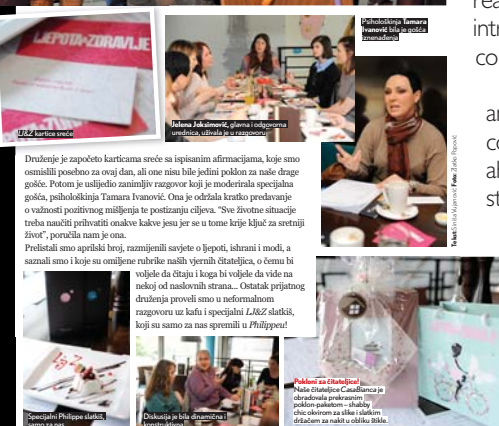 LJEPOTA&ZDRAVLJE
LJ&Z kartice sreće
Jelena Joksimović, glavna i odgovorna
urednica, uživala je u razgovoru
Psihološkinja Tamara
Ivanović bila je gošća
iznenađenja
Druženje je započeto karticama sreće sa ispisanim afirmacijama, koje smo
osmislili posebno za ovaj dan, ali one nisu bile jedini poklon za naše drage
gošće. Potom je uslijedio zanimljiv razgovor koji je moderirala specijalna
gošća, psihološkinja Tamara Ivanović. Ona je održala kratko predavanje
o važnosti pozitivnog mišljenja te postizanju ciljeva. "Sve životne situacije
treba naučiti prihvatiti onakve kakve jesu jer se u tome krije ključ za sretniji
život", poručila nam je ona.
Prelistali smo aprilski broj, razmijenili savjete o ljepoti, ishrani i modi, a
saznali smo i koje su omiljene rubrike naših vjernih čitateljica, o čemu bi
voljele da čitaju i koga bi voljele da vide na
nekoj od naslovnih strana... Ostatak prijatnog
druženja proveli smo u neformalnom
razgovoru uz kafu i specijalni LJ&Z slatkiš,
koji su samo za nas spremili u Philippeu!
Specijalni Philippe slatkiš,
samo za nas
Diskusija je bila dinamična i
konstruktivna
Pokloni za čitateljice!
Naše čitateljice CasaBianca je
obradovala prekrasnim
poklon-paketom – shabby
chic okvirom za slike i slatkim
držačem za nakit u obliku štikle.
Foto: Zlatko Popović
rea
intr
co
ar
co
al
st